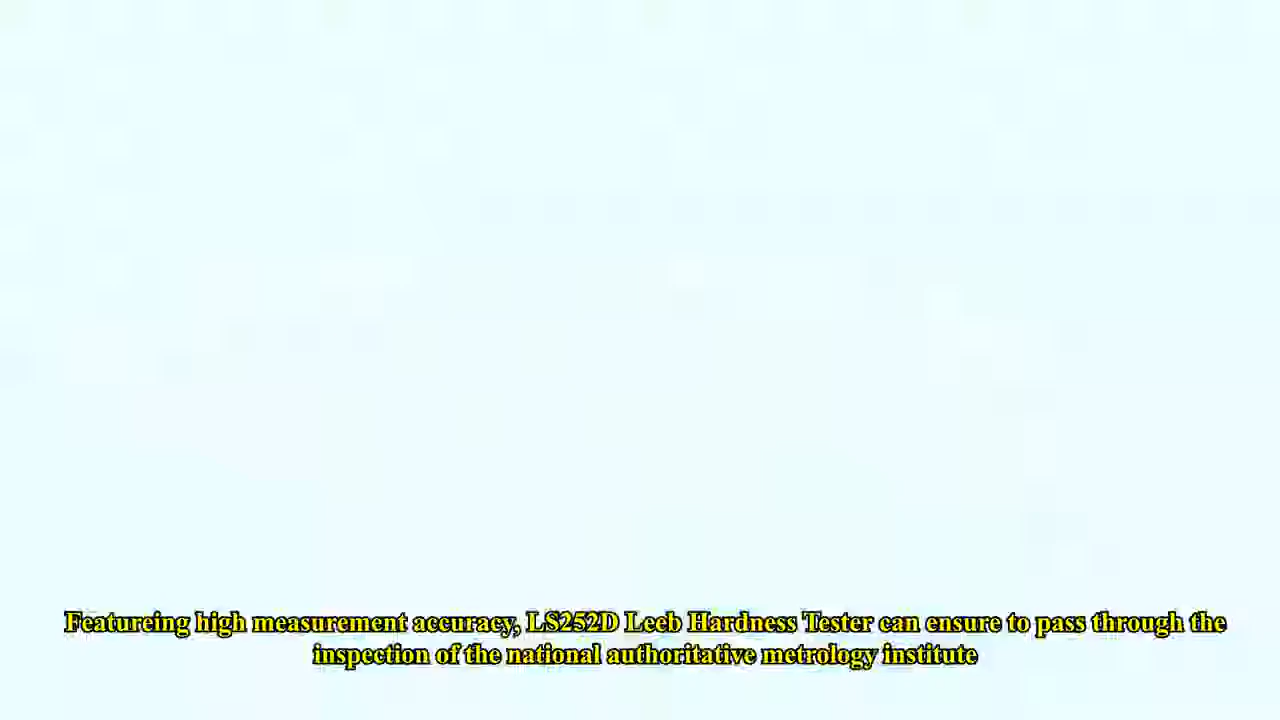 Featureing high measurement accuracy, LS252D Leeb Hardness Tester can ensure to pass through the
inspection of the national authoritative metrology institute